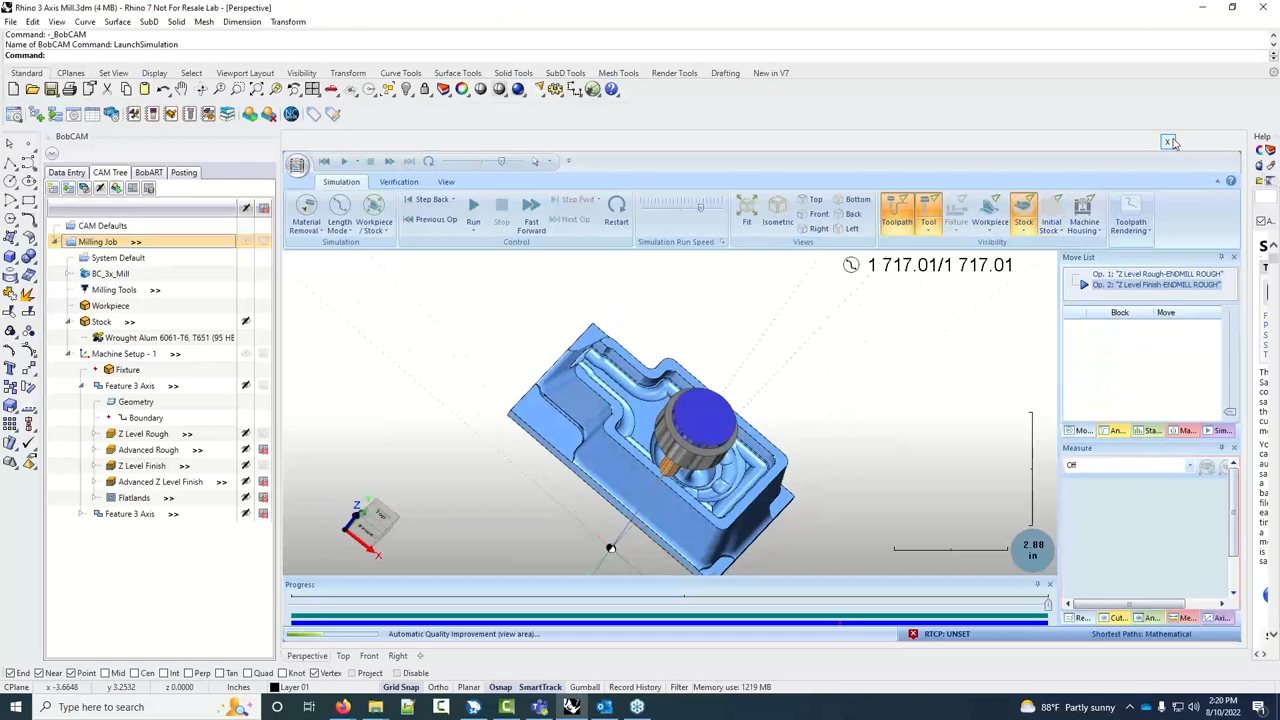 Rhino 3 Axis Mill.3dm (4 MB) - Rhino 7 Not For Resale Lab - [Perspective]
File Edit View Curve Surface SubD Solid Mesh Dimension Transform
Command: -_BobCAM
Name of BobCAM Command: LaunchSimulation
Command:
Standard CPlanes Set View Display Select Viewport Layout Visibility Transform Curve Tools Surface Tools Solid Tools SubD Tools Mesh Tools Render Tools Drafting New in V7
BobCAM
Help
Data Entry CAM Tree BobART Posting
Simulation Verification View
Step Back Run Stop Fast Forward Step Fwd Restart
Previous Op Next Op
Material Removal Length Mode Workpiece / Stock
Fit Isometric Top Bottom Front Back Right Left
Toolpath Tool Fixture Workpiece Stock Initial Stock Machine Housing Toolpath Rendering
Simulation Control Simulation Run Speed Views Visibility
CAM Defaults
Milling Job >>
System Default
BC_3x_Mill
Milling Tools >>
Workpiece
Stock >>
Wrought Alum 6061-T6, T651 (95 HE
Machine Setup - 1 >>
Fixture
Feature 3 Axis >>
Geometry
Boundary
Z Level Rough >>
Advanced Rough >>
Z Level Finish >>
Advanced Z Level Finish >>
Flatlands >>
Feature 3 Axis >>
1 717.01/1 717.01
Z
X
Top
2.88
in
Move List
Op. 1: "Z Level Rough-ENDMILL ROUGH"
Op. 2: "Z Level Finish-ENDMILL ROUGH"
Block Move
Mo... An... Sta... Ma... Sim...
Measure
Off
Re... Cut... An... Me... Axi...
Progress
Automatic Quality Improvement (view area)... RTCP: UNSET Shortest Paths: Mathematical
Perspective Top Front Right
End Near Point Mid Cen Int Perp Tan Quad Knot Vertex Project Disable
CPlane x -3.6648 y 3.2532 z 0.0000 Inches Layer 01 Grid Snap Ortho Planar Osnap SmartTrack Gumball Record History Filter Memory use: 1219 MB
Type here to search
88°F Partly sunny
2:20 PM
8/10/2022